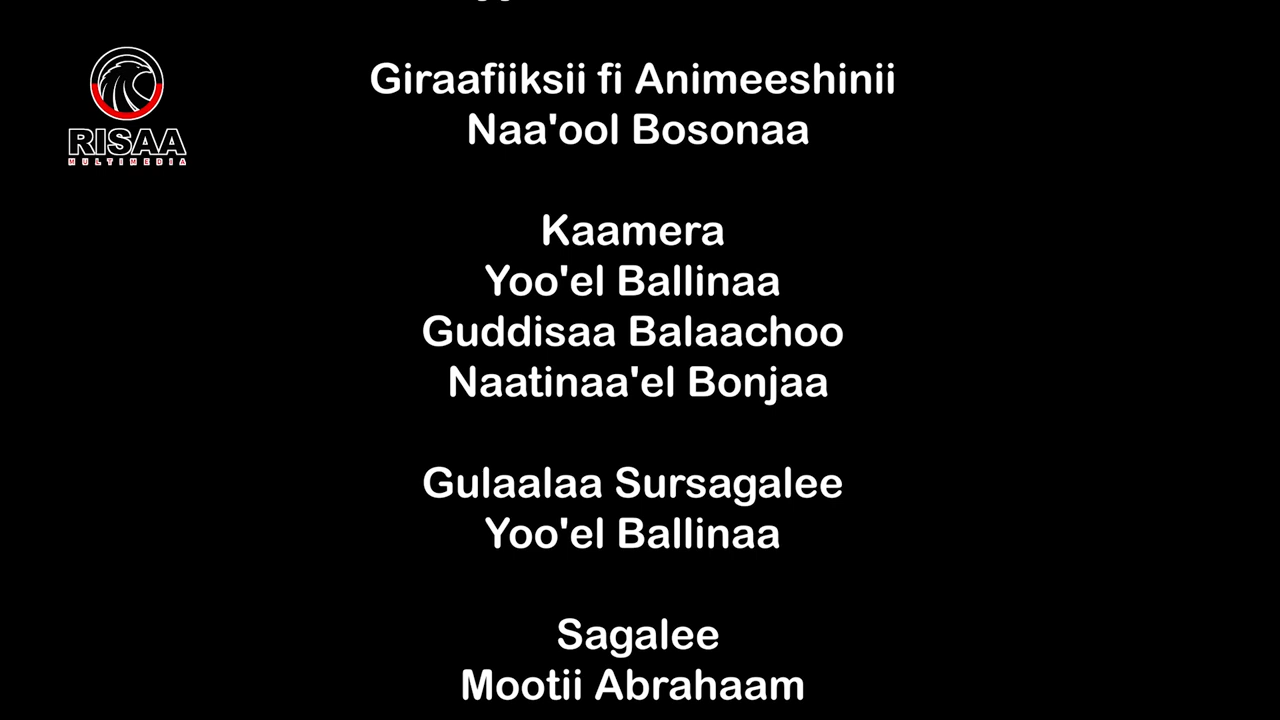 RISAA
MULTIMEDIA
Giraafiiksii fi Animeeshinii
Naa'ool Bosonaa
Kaamera
Yoo'el Ballinaa
Guddisaa Balaachoo
Naatinaa'el Bonjaa
Gulaalaa Sursagalee
Yoo'el Ballinaa
Sagalee
Mootii Abrahaam